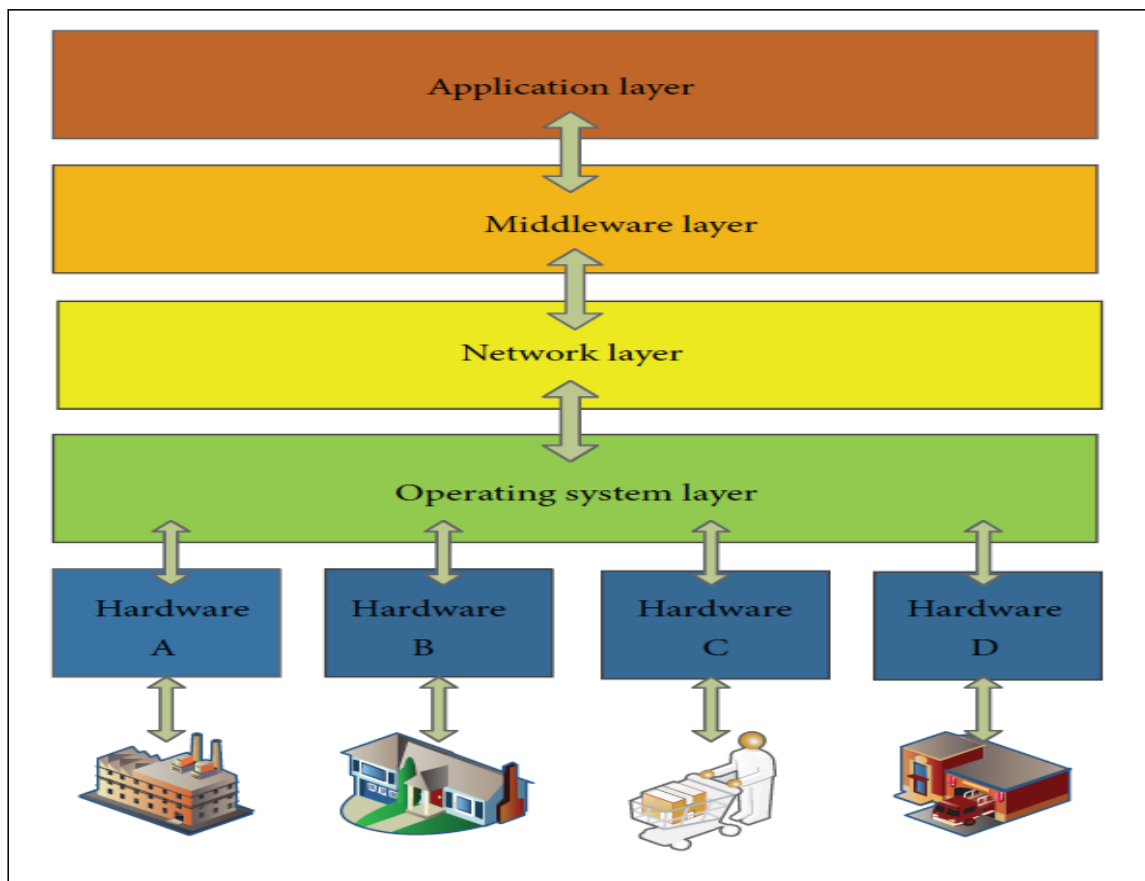 Application layer
Middleware layer
Network layer
Operating system layer
Hardware
A
Hardware
B
Hardware
C
Hardware
D